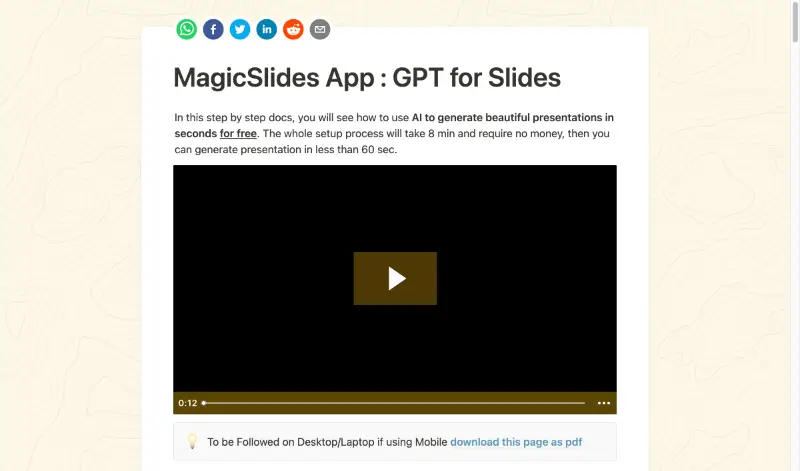 MagicSlides App : GPT for Slides
In this step by step docs, you will see how to use AI to generate beautiful presentations in
seconds for free. The whole setup process will take 8 min and require no money, then you
can generate presentation in less than 60 sec.
0:12
To be Followed on Desktop/Laptop if using Mobile download this page as pdf